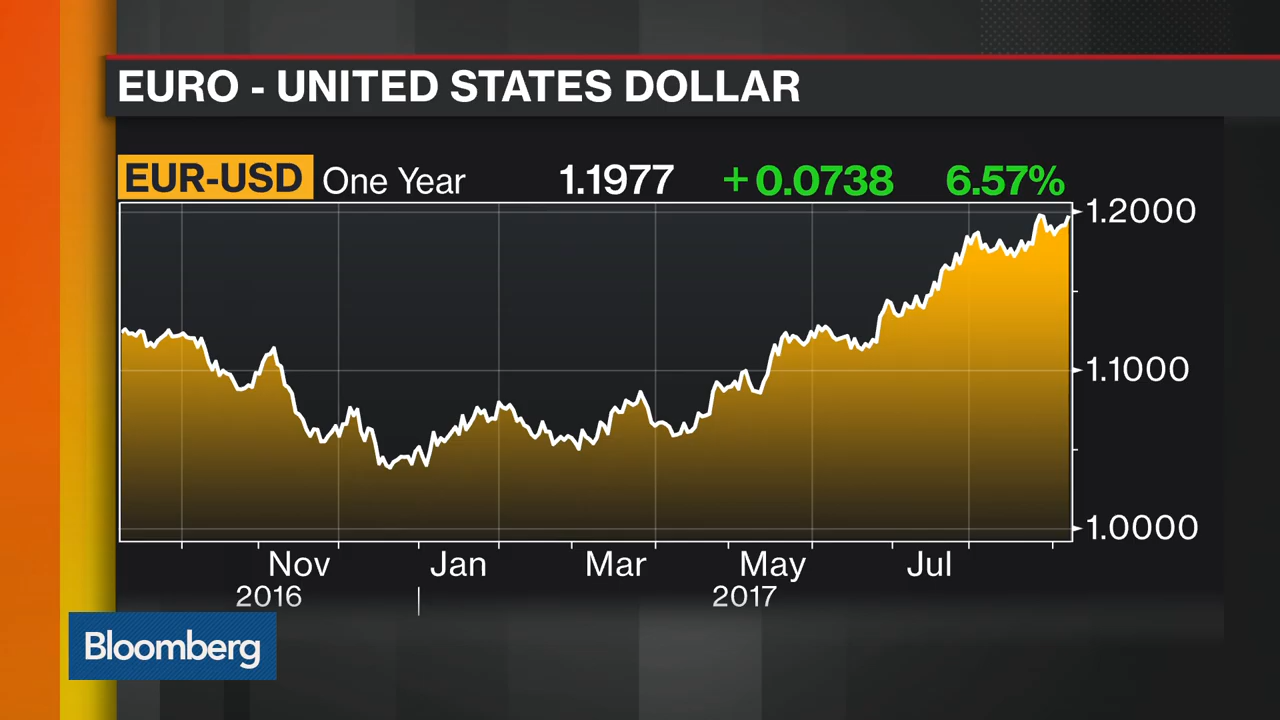 EURO - UNITED STATES DOLLAR
EUR-USD One Year 1.1977 +0.0738 6.57%
1.2000
1.1000
1.0000
Nov Jan Mar May Jul
2016 2017
Bloomberg